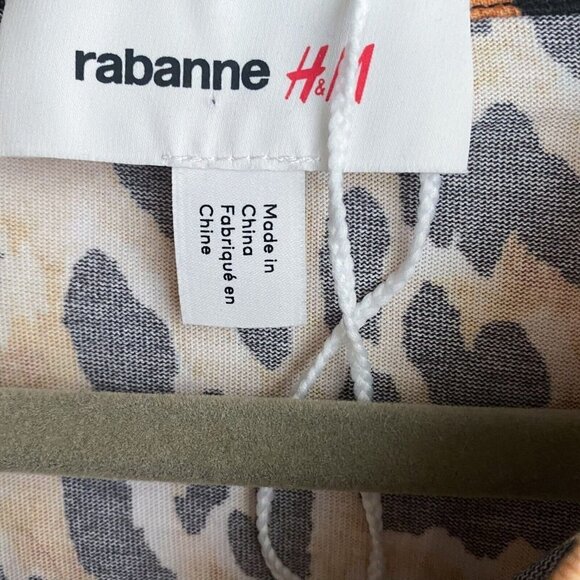 rabanne H&M
Made in
China
Fabriqué en
Chine